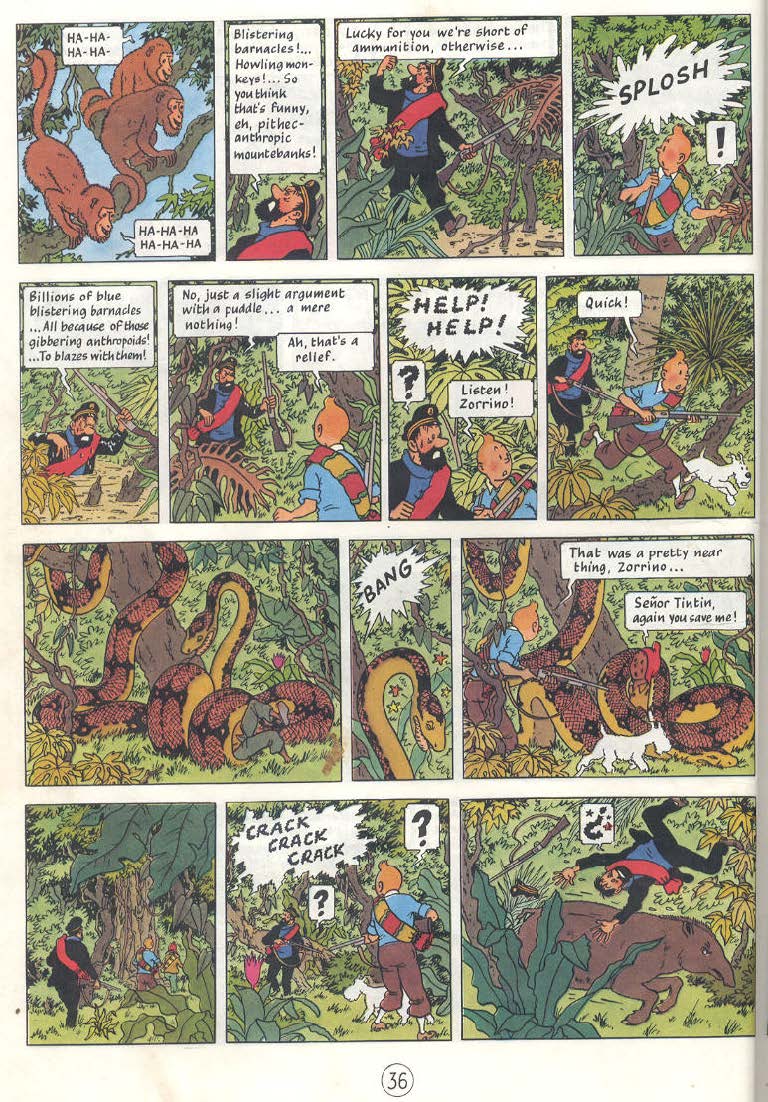 HA-HA-
HA-HA-
HA-HA-HA
HA-HA-HA
Blistering
barnacles!...
Howling mon-
keys!... So
you think
that's funny,
eh, pithec-
anthropic
mountebanks!
Lucky for you we're short of
ammunition, otherwise...
SPLOSH
!
Billions of blue
blistering barnacles
...All because of those
gibbering anthropoids!
...To blazes with them!
No, just a slight argument
with a puddle... a mere
nothing!
Ah, that's a
relief.
HELP!
HELP!
?
Listen!
Zorrino!
Quick!
BANG
That was a pretty near
thing, Zorrino...
Señor Tintin,
again you save me!
CRACK
CRACK
CRACK
?
?
¿
36